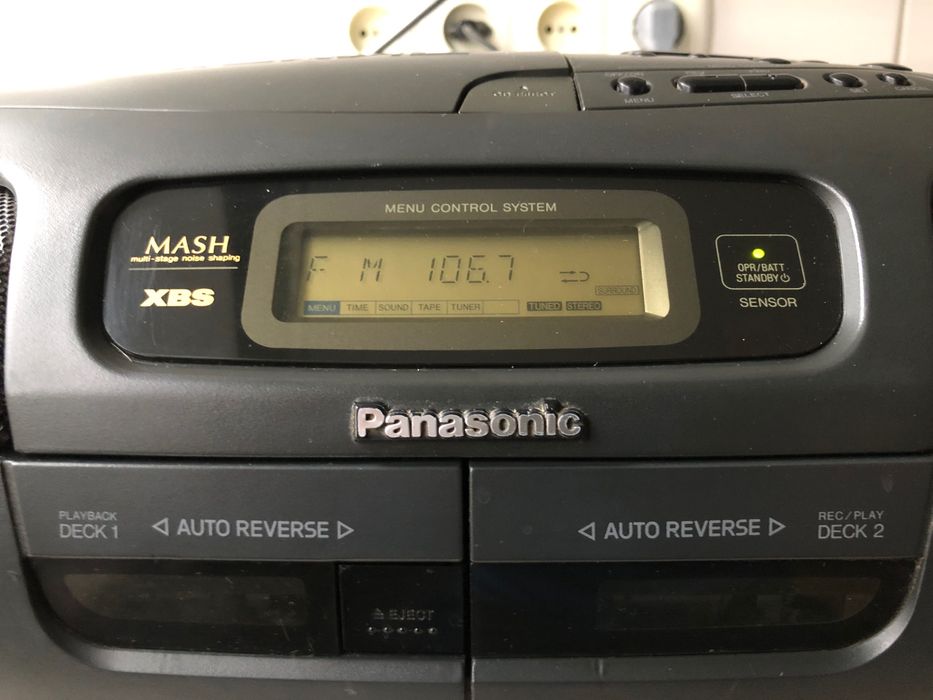 MENU
SELECT
MENU CONTROL SYSTEM
MASH
multi-stage noise shaping
XBS
FM 106.7
SURROUND
MENU TIME SOUND TAPE TUNER TUNED STEREO
OPR/BATT
STANDBY
SENSOR
Panasonic
PLAYBACK
DECK 1
AUTO REVERSE
AUTO REVERSE
REC/PLAY
DECK 2
EJECT